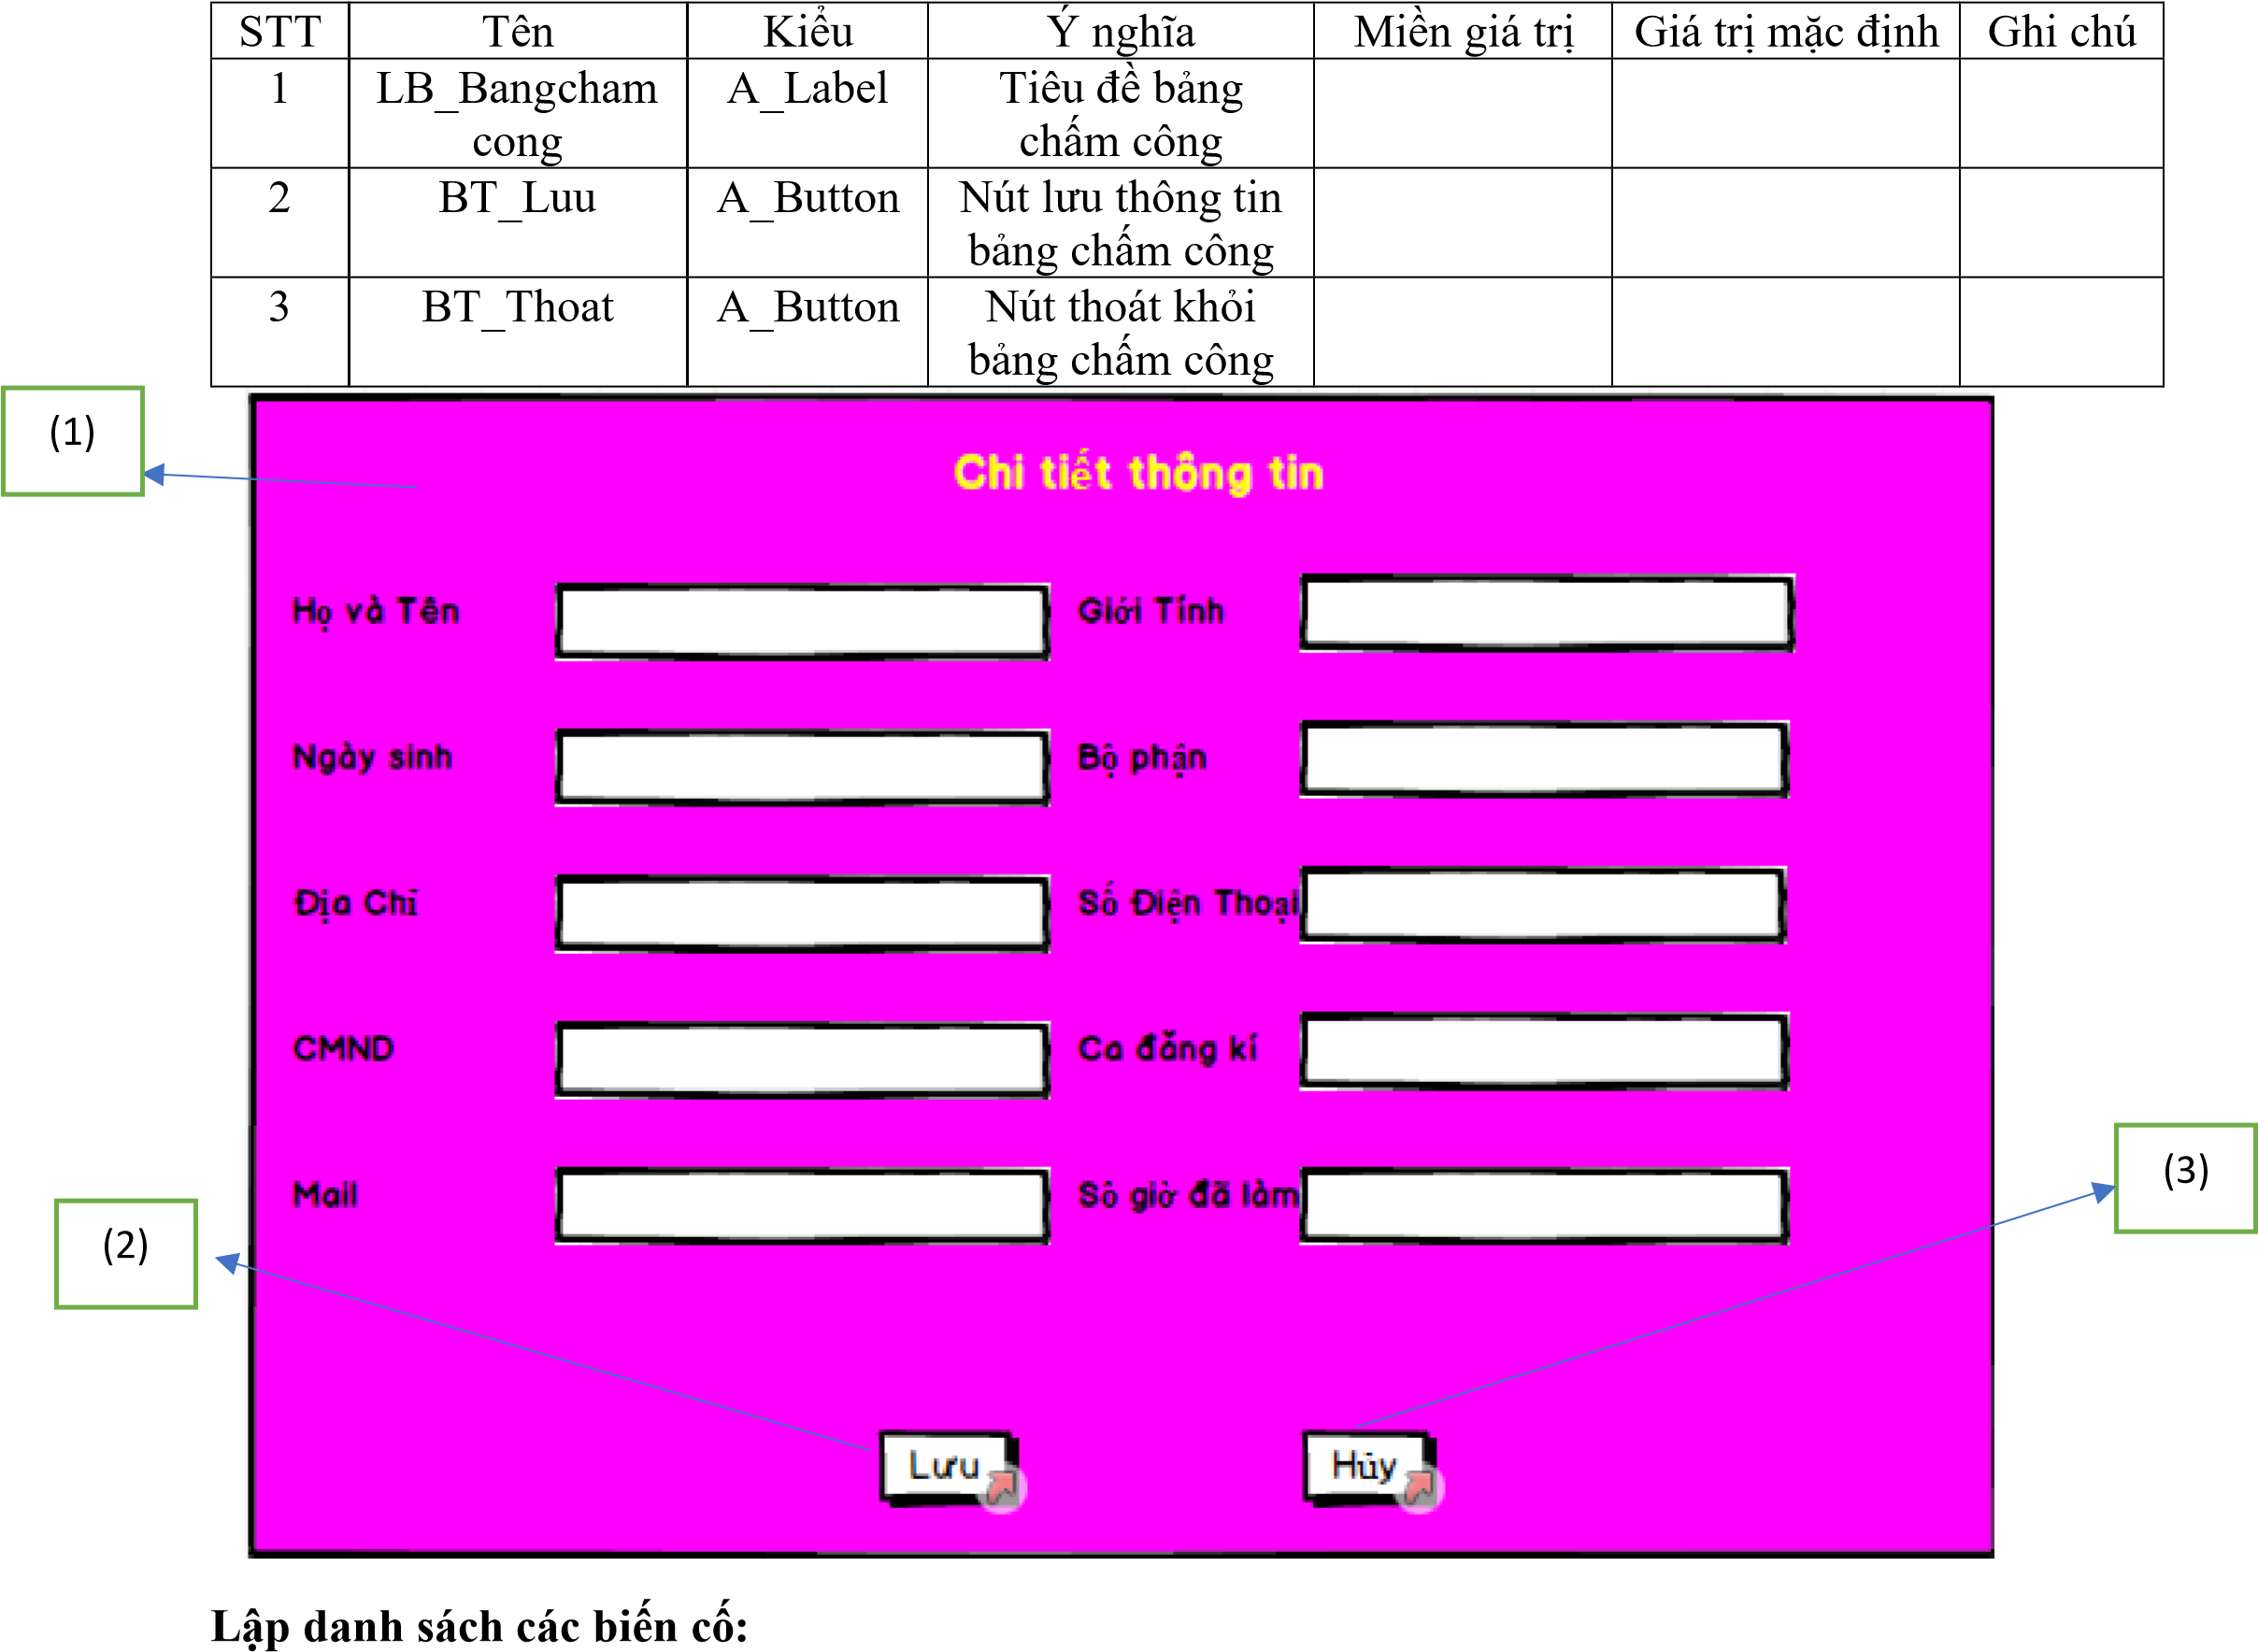 STT Tên Kiểu Ý nghĩa Miền giá trị Giá trị mặc định Ghi chú
1 LB_Bangcham A_Label Tiêu đề bảng
cong chấm công
2 BT_Luu A_Button Nút lưu thông tin
bảng chấm công
3 BT_Thoat A_Button Nút thoát khỏi
bảng chấm công
(1)
Chi tiết thông tin
Họ và Tên Giới Tính
Ngày sinh Bộ phận
Địa Chỉ Số Điện Thoại
CMND Ca đăng kí
Mail Sô giờ đã làm
(2)
(3)
Lưu Hủy
Lập danh sách các biến cố: